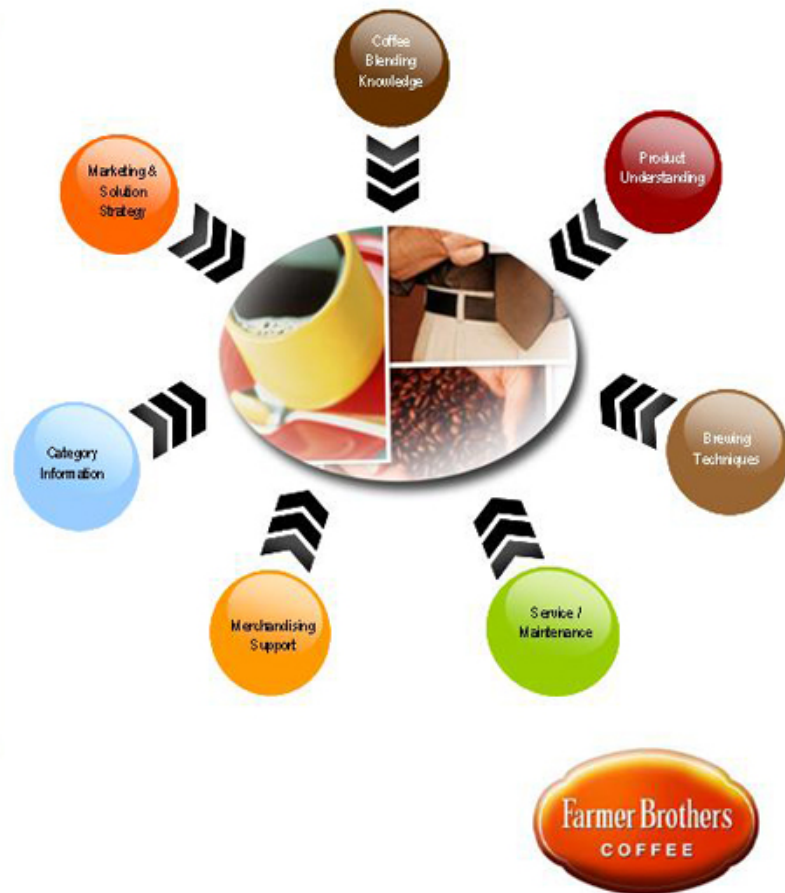 Coffee
Blending
Knowledge
Product
Understanding
Marketing &
Solution
Strategy
Brewing
Techniques
Category
Information
Merchandising
Support
Service /
Maintenance
Farmer Brothers
COFFEE